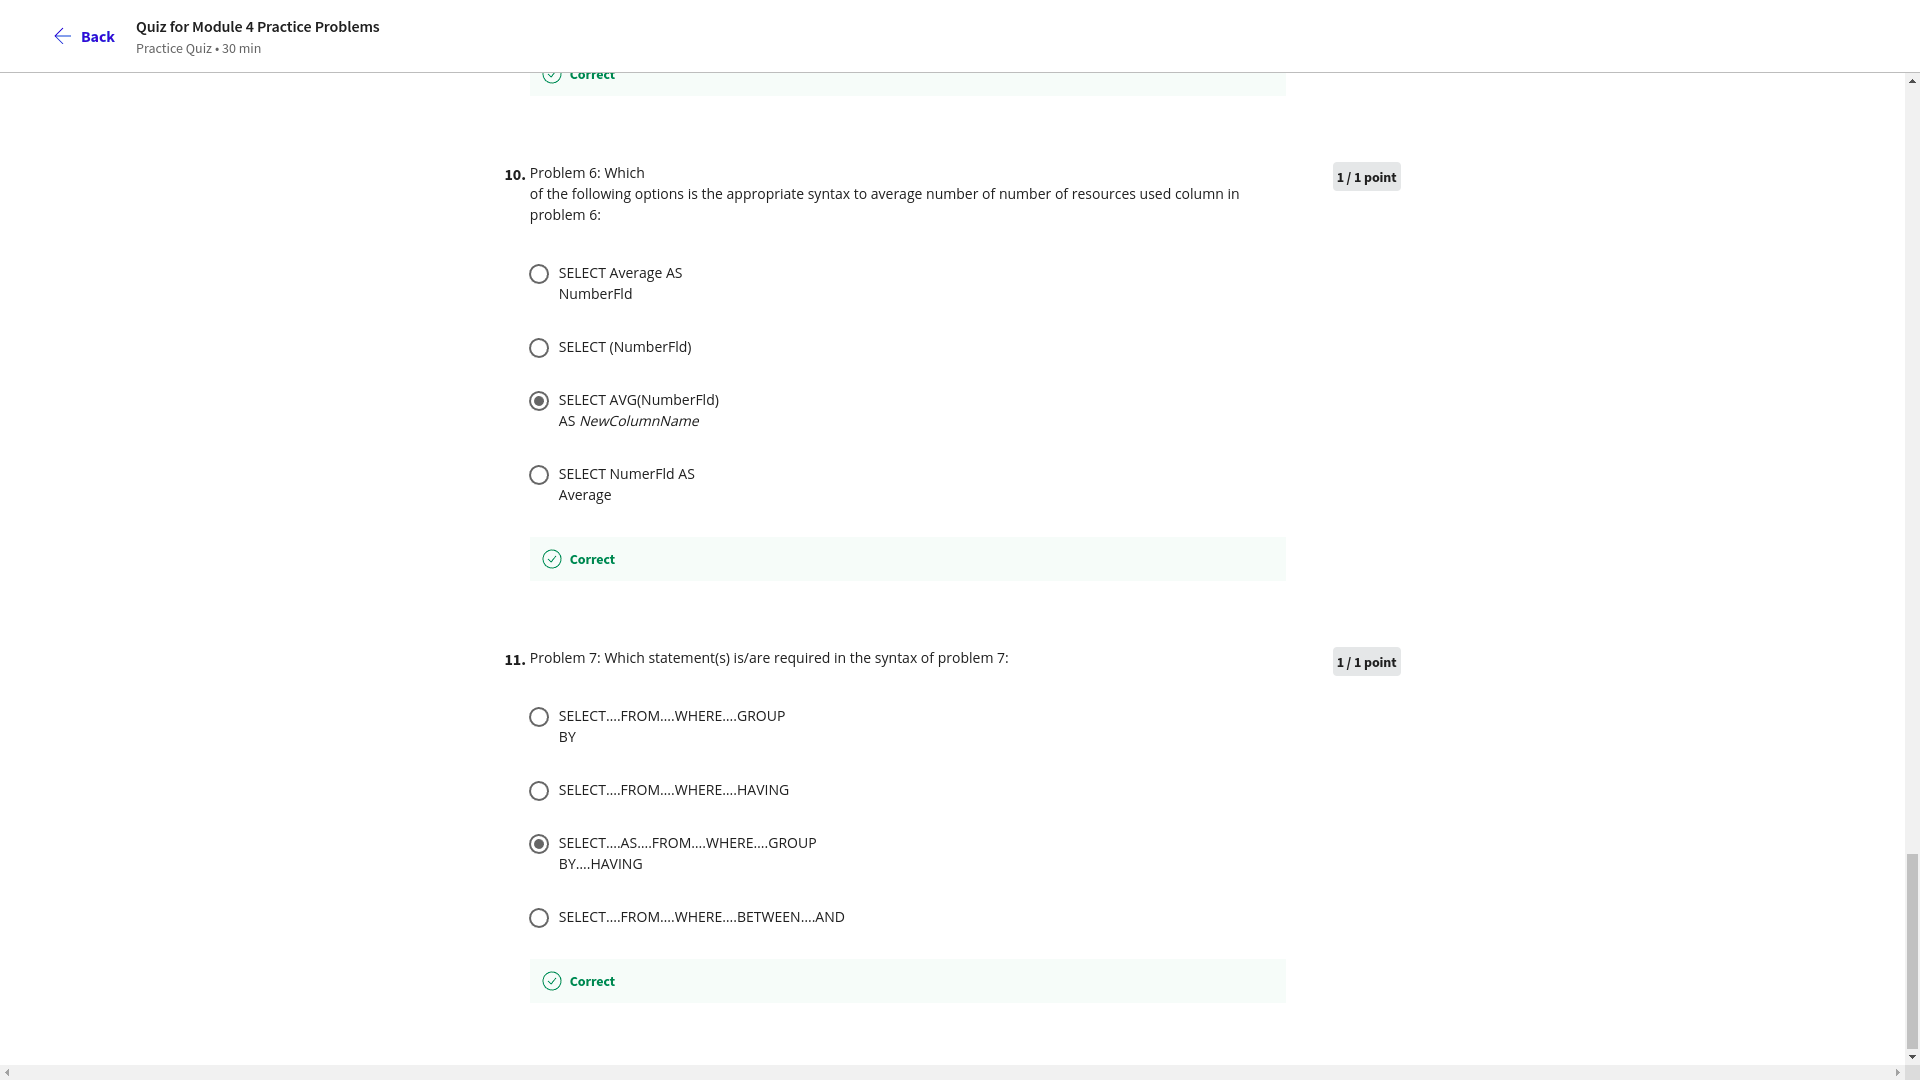 Back
Quiz for Module 4 Practice Problems
Practice Quiz • 30 min
Correct
10. Problem 6: Which
of the following options is the appropriate syntax to average number of number of resources used column in
problem 6:
1 / 1 point
SELECT Average AS
NumberFld
SELECT (NumberFld)
SELECT AVG(NumberFld)
AS NewColumnName
SELECT NumerFld AS
Average
Correct
11. Problem 7: Which statement(s) is/are required in the syntax of problem 7:
1 / 1 point
SELECT....FROM....WHERE....GROUP
BY
SELECT....FROM....WHERE....HAVING
SELECT....AS....FROM....WHERE....GROUP
BY....HAVING
SELECT....FROM....WHERE....BETWEEN....AND
Correct